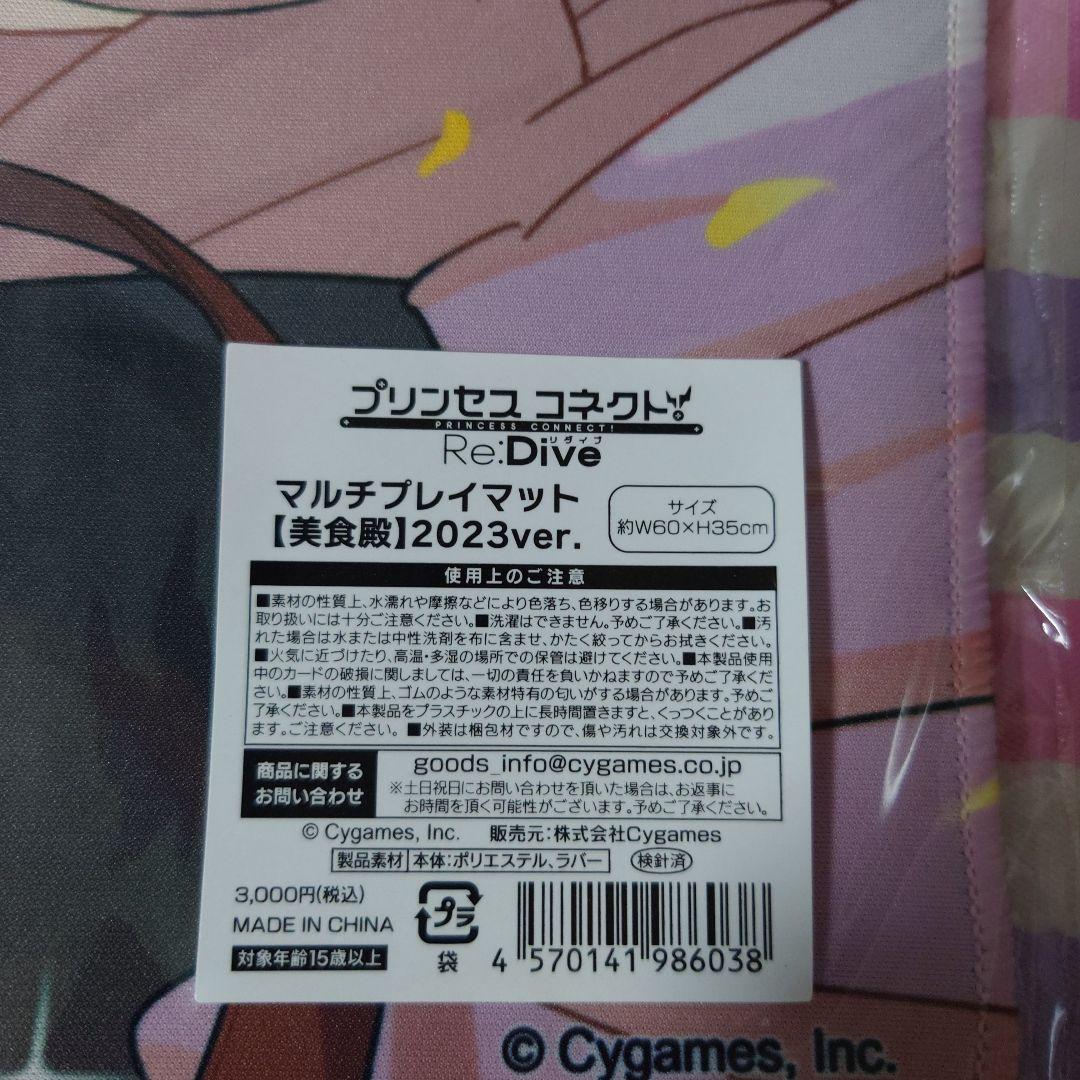 プリンセスコネクト!
PRINCESS CONNECT!
リダイブ
Re:Dive
マルチプレイマット
【美食殿】2023ver.
サイズ
約W60×H35cm
使用上のご注意
■素材の性質上、水濡れや摩擦などにより色落ち、色移りする場合があります。お
取り扱いには十分ご注意ください。■洗濯はできません。予めご了承ください。■汚
れた場合は水または中性洗剤を布に含ませ、かたく絞ってからお拭きください。
■火気に近づけたり、高温・多湿の場所での保管は避けてください。■本製品使用
中のカードの破損に関しましては、一切の責任を負いかねますので予めご了承くだ
さい。■素材の性質上、ゴムのような素材特有の匂いがする場合があります。予めご
了承ください。■本製品をプラスチックの上に長時間置きますと、くっつくことがあり
ます。ご注意ください。■外装は梱包材ですので、傷や汚れは交換対象外です。
商品に関する
お問い合わせ
goods_info@cygames.co.jp
※土日祝日にお問い合わせを頂いた場合は、お返事に
お時間を頂く可能性がございます。予めご了承ください。
© Cygames, Inc. 販売元:株式会社Cygames
製品素材 本体:ポリエステル、ラバー 検針済
3,000円(税込)
MADE IN CHINA
対象年齢15歳以上
プラ
袋
4 570141 986038
© Cygames, Inc.